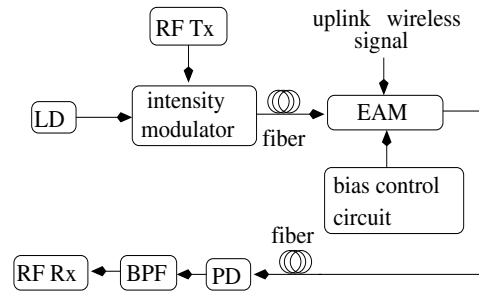 RF Tx
uplink wireless
signal
LD
intensity
modulator
fiber
EAM
bias control
circuit
fiber
RF Rx
BPF
PD